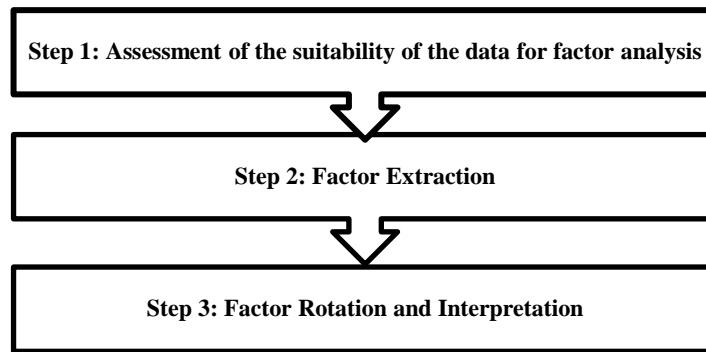 Step 1: Assessment of the suitability of the data for factor analysis
Step 2: Factor Extraction
Step 3: Factor Rotation and Interpretation